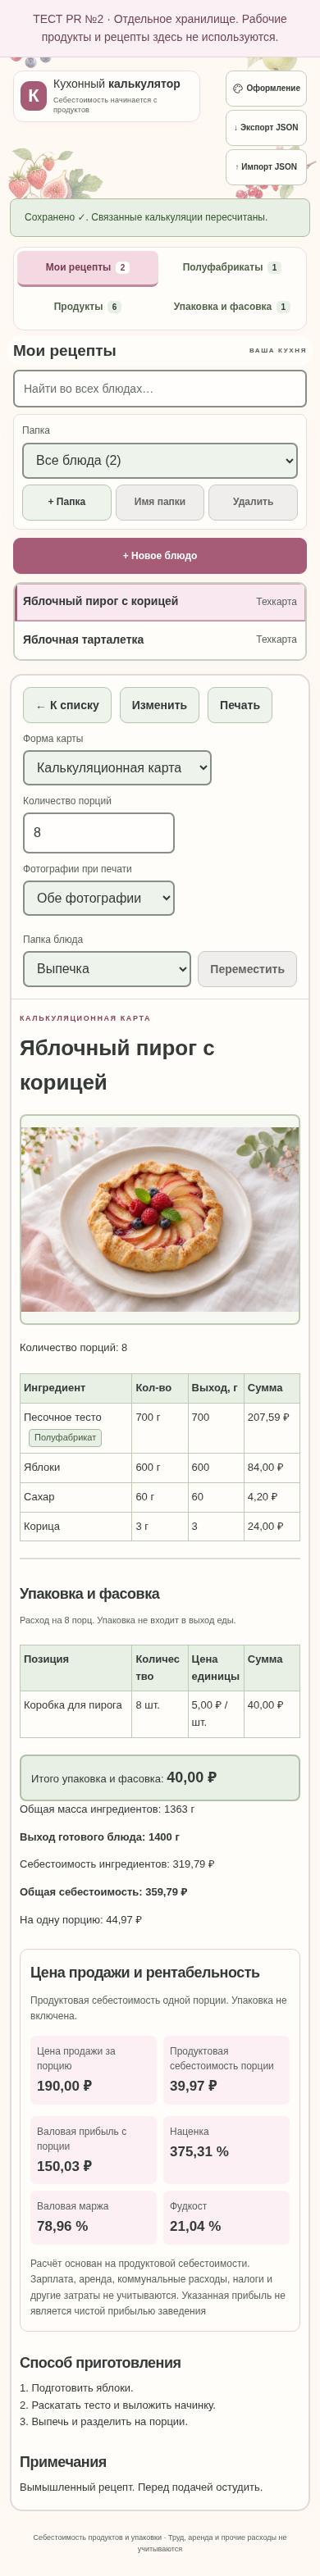 ТЕСТ PR №2 · Отдельное хранилище. Рабочие
продукты и рецепты здесь не используются.
К
Кухонный калькулятор
Себестоимость начинается с
продуктов
Оформление
↓ Экспорт JSON
↑ Импорт JSON
Сохранено ✓. Связанные калькуляции пересчитаны.
Мои рецепты 2
Полуфабрикаты 1
Продукты 6
Упаковка и фасовка 1
Мои рецепты
ВАША КУХНЯ
Найти во всех блюдах…
Папка
Все блюда (2)
+ Папка
Имя папки
Удалить
+ Новое блюдо
Яблочный пирог с корицей Техкарта
Яблочная тарталетка Техкарта
← К списку
Изменить
Печать
Форма карты
Калькуляционная карта
Количество порций
8
Фотографии при печати
Обе фотографии
Папка блюда
Выпечка
Переместить
КАЛЬКУЛЯЦИОННАЯ КАРТА
Яблочный пирог с
корицей
Количество порций: 8
Ингредиент Кол-во Выход, г Сумма
Песочное тесто 700 г 700 207,59 ₽
Полуфабрикат
Яблоки 600 г 600 84,00 ₽
Сахар 60 г 60 4,20 ₽
Корица 3 г 3 24,00 ₽
Упаковка и фасовка
Расход на 8 порц. Упаковка не входит в выход еды.
Позиция Количес Цена Сумма
тво единицы
Коробка для пирога 8 шт. 5,00 ₽ / 40,00 ₽
шт.
Итого упаковка и фасовка: 40,00 ₽
Общая масса ингредиентов: 1363 г
Выход готового блюда: 1400 г
Себестоимость ингредиентов: 319,79 ₽
Общая себестоимость: 359,79 ₽
На одну порцию: 44,97 ₽
Цена продажи и рентабельность
Продуктовая себестоимость одной порции. Упаковка не
включена.
Цена продажи за
порцию
190,00 ₽
Продуктовая
себестоимость порции
39,97 ₽
Валовая прибыль с
порции
150,03 ₽
Наценка
375,31 %
Валовая маржа
78,96 %
Фудкост
21,04 %
Расчёт основан на продуктовой себестоимости.
Зарплата, аренда, коммунальные расходы, налоги и
другие затраты не учитываются. Указанная прибыль не
является чистой прибылью заведения
Способ приготовления
1. Подготовить яблоки.
2. Раскатать тесто и выложить начинку.
3. Выпечь и разделить на порции.
Примечания
Вымышленный рецепт. Перед подачей остудить.
Себестоимость продуктов и упаковки · Труд, аренда и прочие расходы не
учитываются